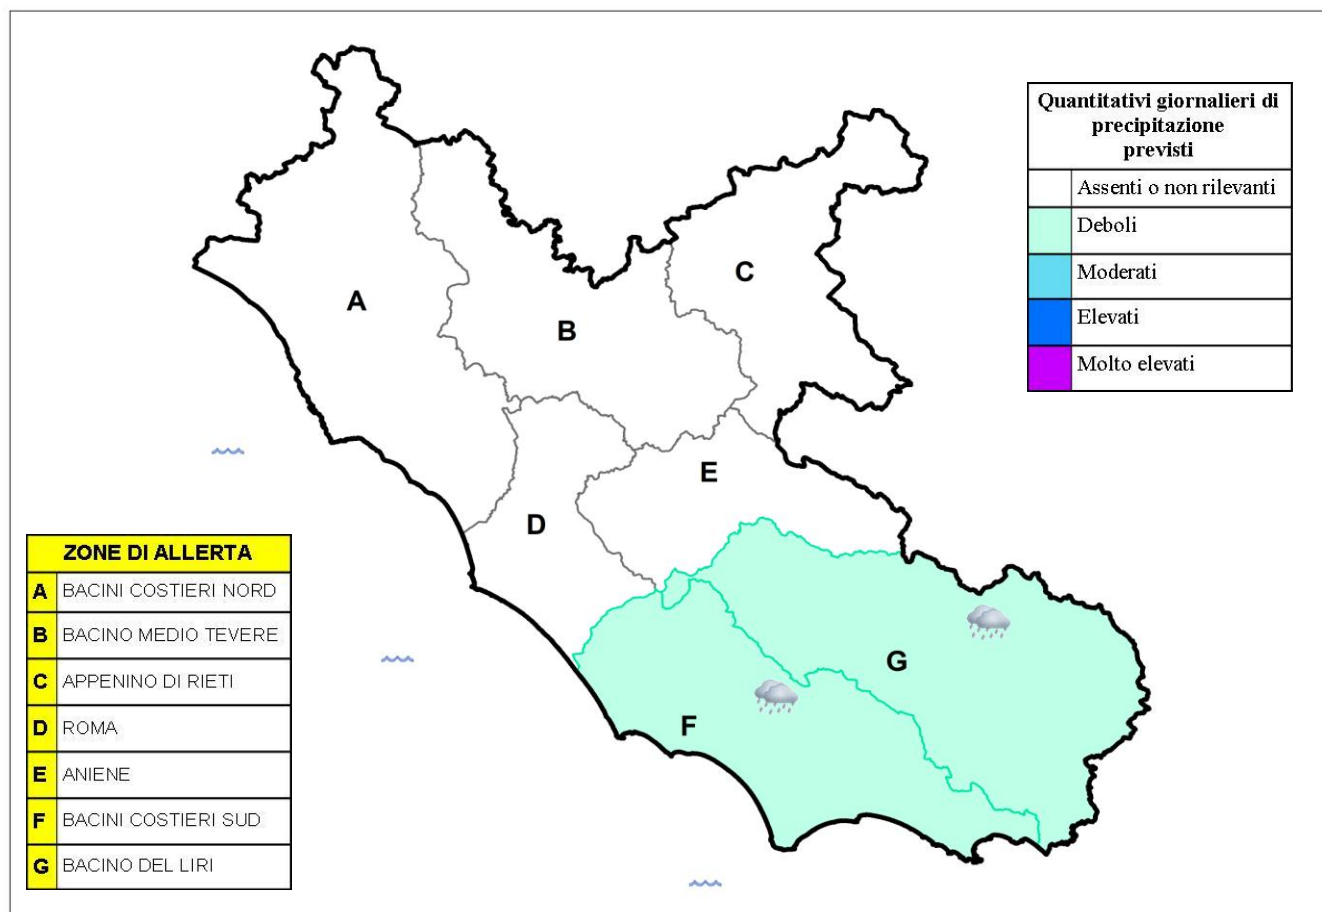 Quantitativi giornalieri di
precipitazione
previsti
Assenti o non rilevanti
Deboli
Moderati
Elevati
Molto elevati
A
B
C
D
E
F
G
ZONE DI ALLERTA
A BACINI COSTIERI NORD
B BACINO MEDIO TEVERE
C APPENINO DI RIETI
D ROMA
E ANIENE
F BACINI COSTIERI SUD
G BACINO DEL LIRI